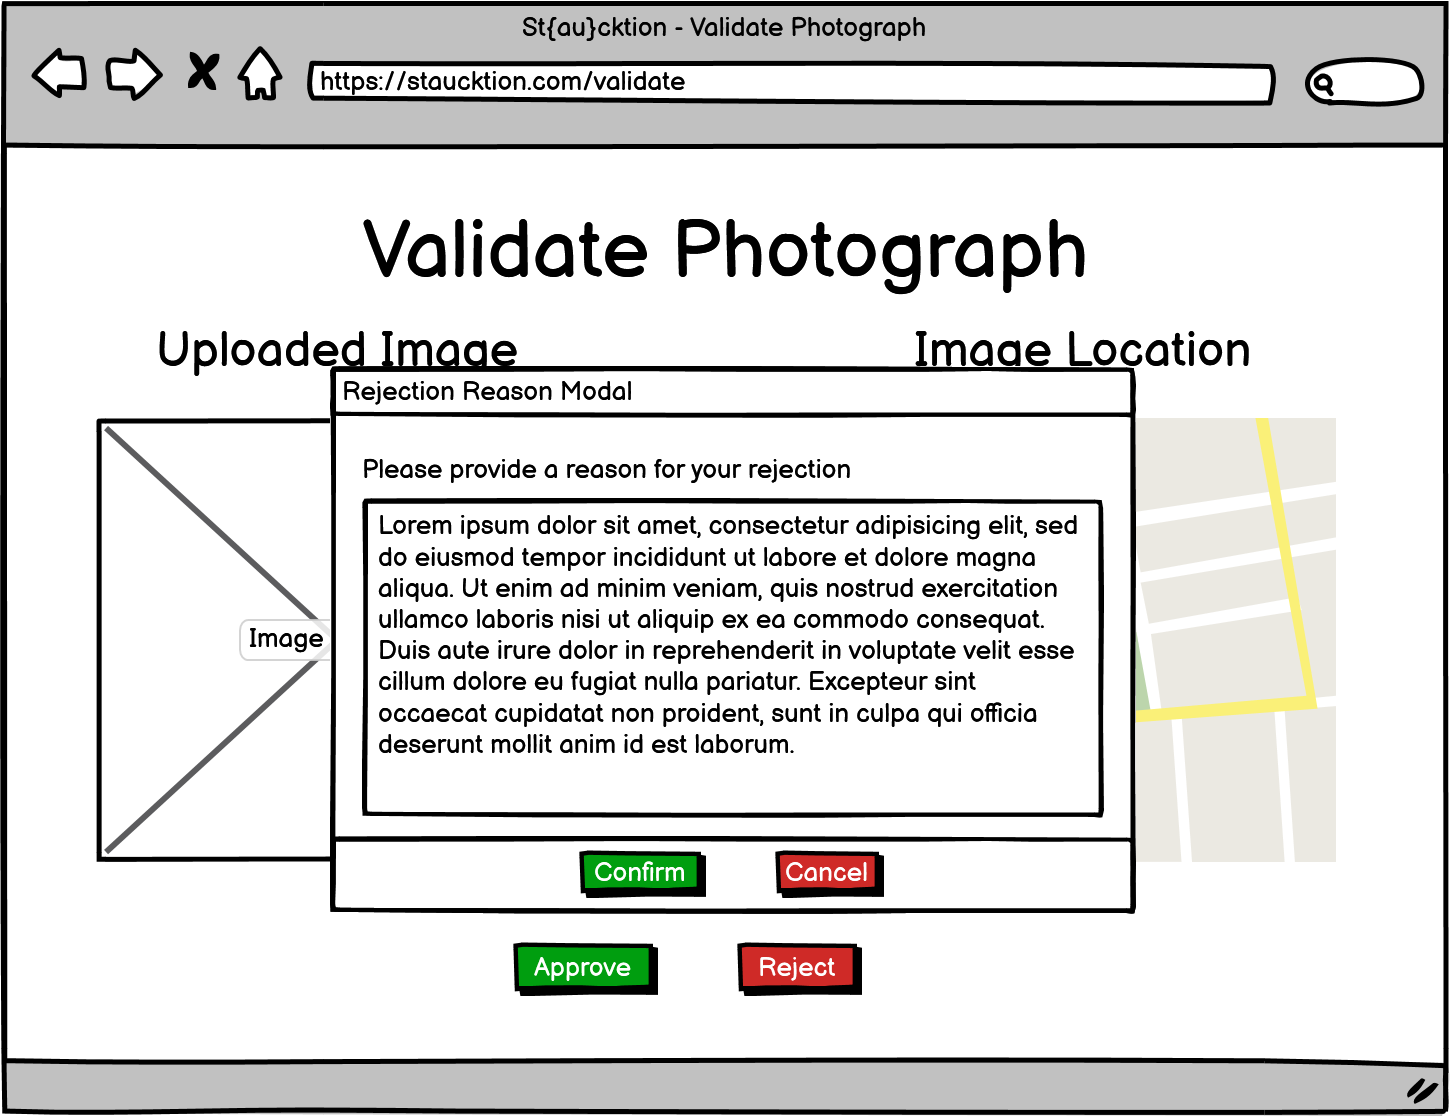 St{au}cktion - Validate Photograph
https://staucktion.com/validate
Validate Photograph
Uploaded Image
Image Location
Rejection Reason Modal
Please provide a reason for your rejection
Lorem ipsum dolor sit amet, consectetur adipisicing elit, sed
do eiusmod tempor incididunt ut labore et dolore magna
aliqua. Ut enim ad minim veniam, quis nostrud exercitation
ullamco laboris nisi ut aliquip ex ea commodo consequat.
Duis aute irure dolor in reprehenderit in voluptate velit esse
cillum dolore eu fugiat nulla pariatur. Excepteur sint
occaecat cupidatat non proident, sunt in culpa qui officia
deserunt mollit anim id est laborum.
Image
Confirm
Cancel
Approve
Reject